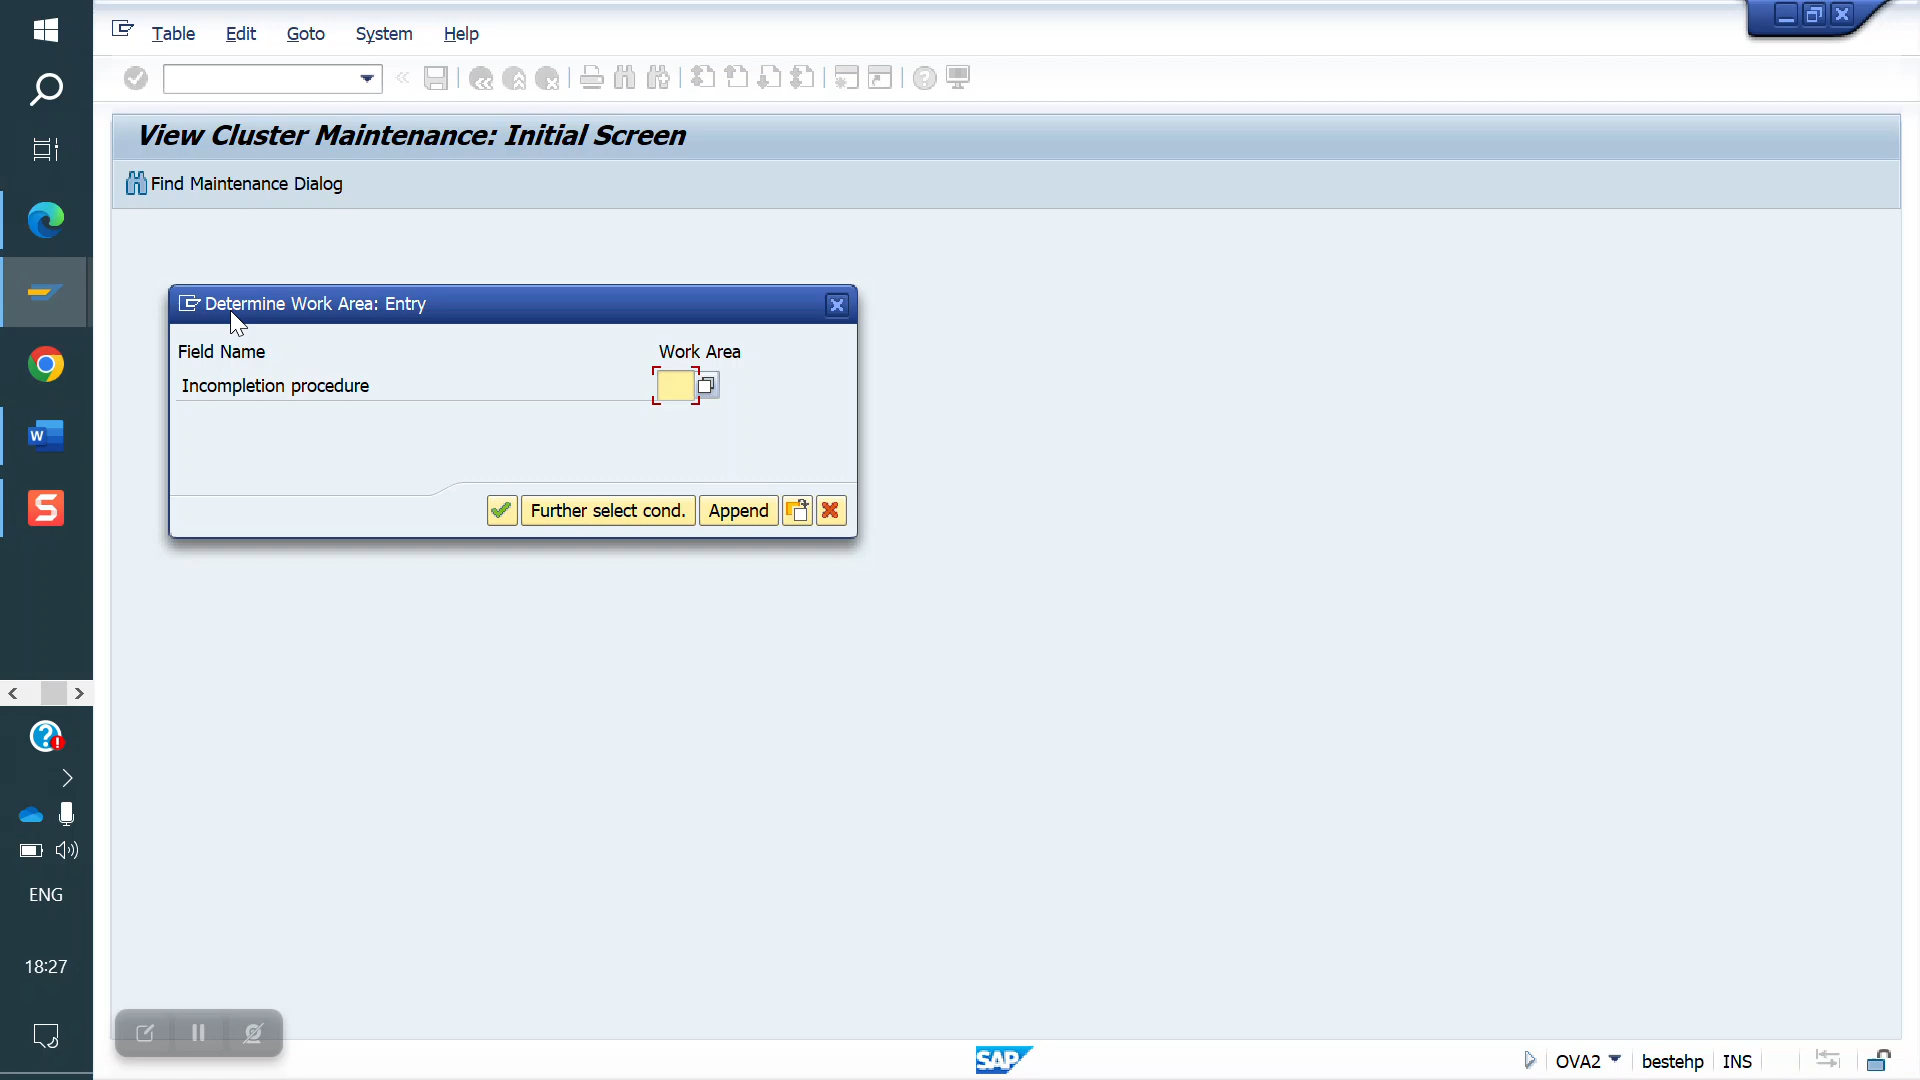 Table Edit Goto System Help
View Cluster Maintenance: Initial Screen
Find Maintenance Dialog
Determine Work Area: Entry
Field Name Work Area
Incompletion procedure
Further select cond. Append
W
S
ENG
18:27
SAP
OVA2 bestehp INS